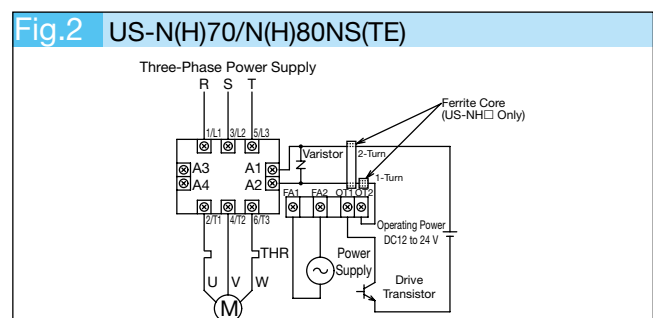 Fig.2 US-N(H)70/N(H)80NS(TE)
Three-Phase Power Supply
R S T
Ferrite Core
(US-NH□ Only)
1/L1 3/L2 5/L3
Varistor
2-Turn
A3 A1
1-Turn
A4 A2
FA1 FA2 OT1 OT2
2/T1 4/T2 6/T3
Operating Power
DC12 to 24 V
THR
Power
Supply
U V W
Drive
Transistor
M